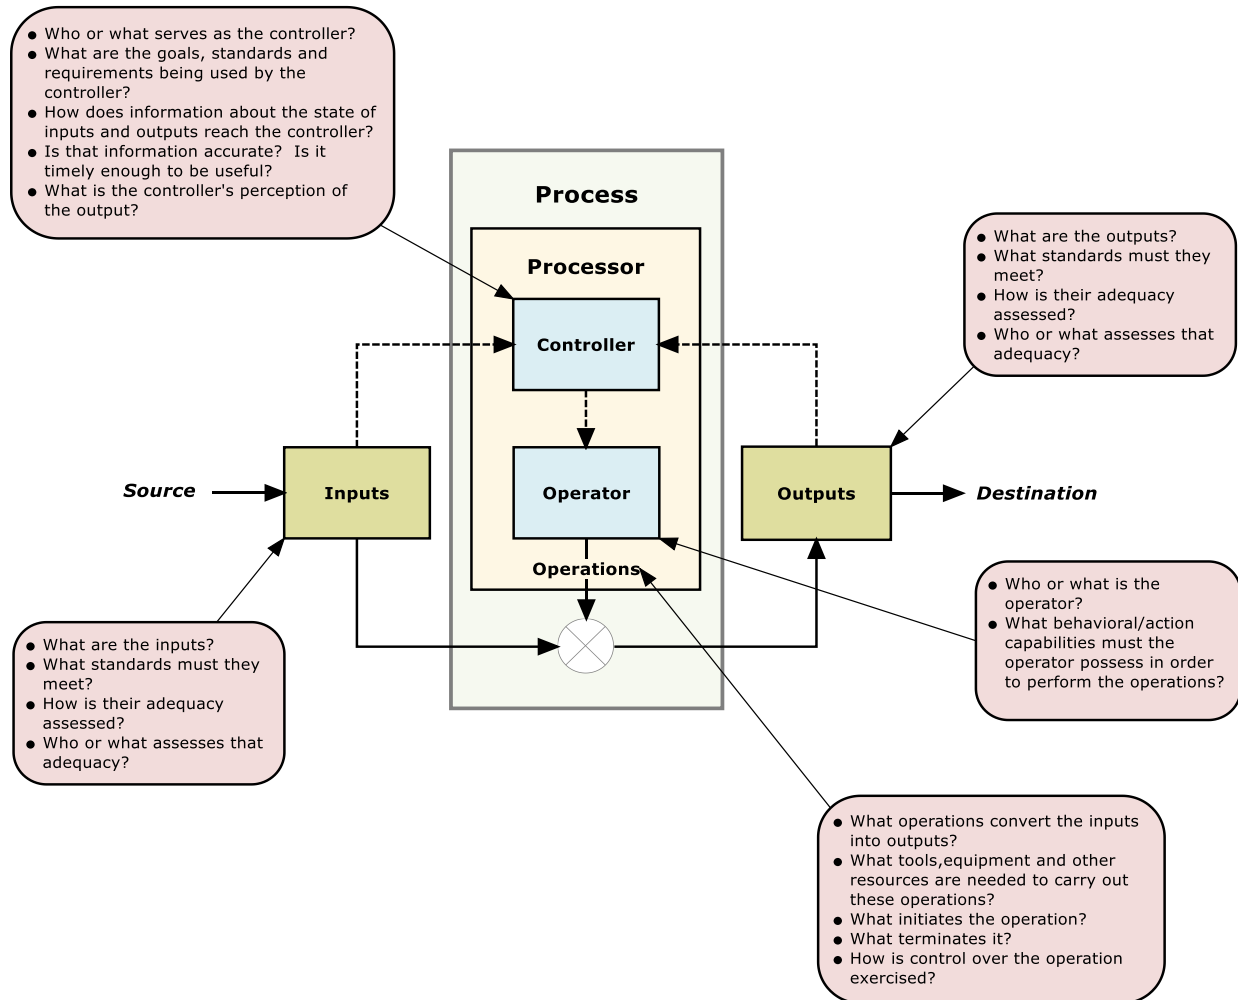 ● Who or what serves as the controller?
● What are the goals, standards and
requirements being used by the
controller?
● How does information about the state of
inputs and outputs reach the controller?
● Is that information accurate?  Is it
timely enough to be useful?
● What is the controller's perception of
the output?
Process
Processor
Controller
● What are the outputs?
● What standards must they
meet?
● How is their adequacy
assessed?
● Who or what assesses that
adequacy?
Source
Inputs
Operator
Outputs
Destination
Operations
● Who or what is the
operator?
● What behavioral/action
capabilities must the
operator possess in order
to perform the operations?
● What are the inputs?
● What standards must they
meet?
● How is their adequacy
assessed?
● Who or what assesses that
adequacy?
● What operations convert the inputs
into outputs?
● What tools,equipment and other
resources are needed to carry out
these operations?
● What initiates the operation?
● What terminates it?
● How is control over the operation
exercised?